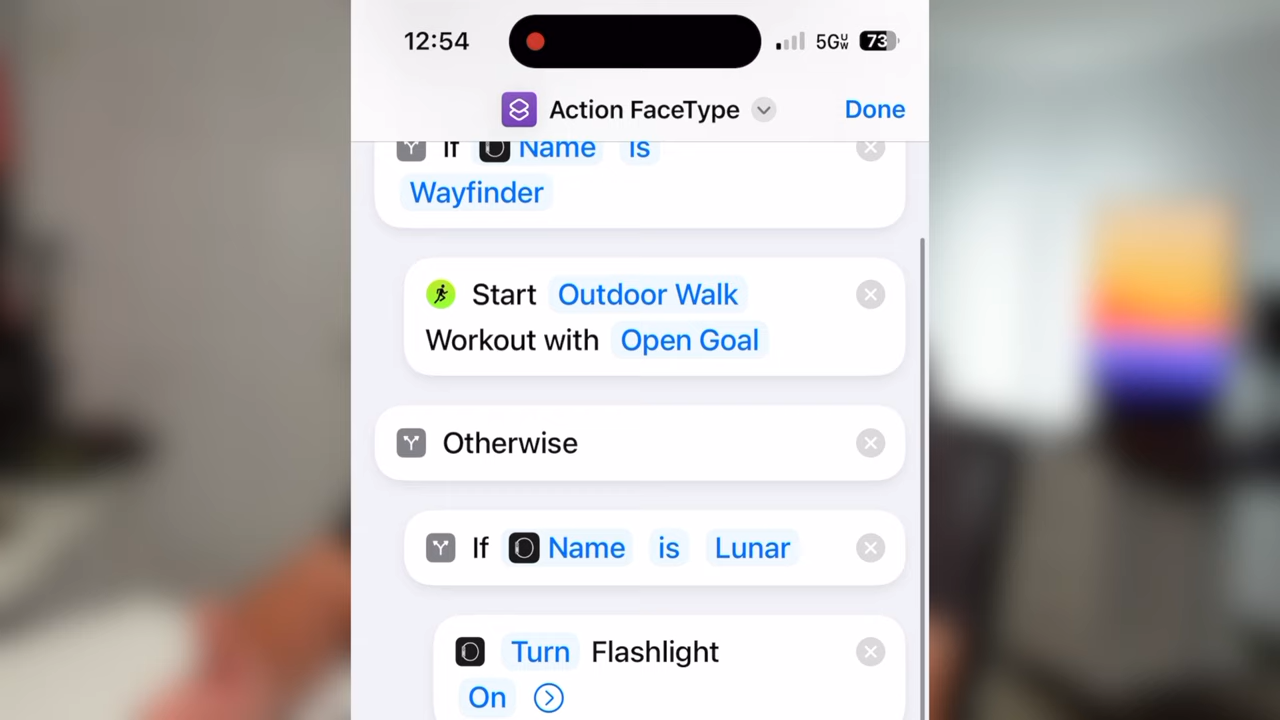 12:54 5GUW 73
Action FaceType Done
If Name is
Wayfinder
Start Outdoor Walk
Workout with Open Goal
Otherwise
If Name is Lunar
Turn Flashlight
On